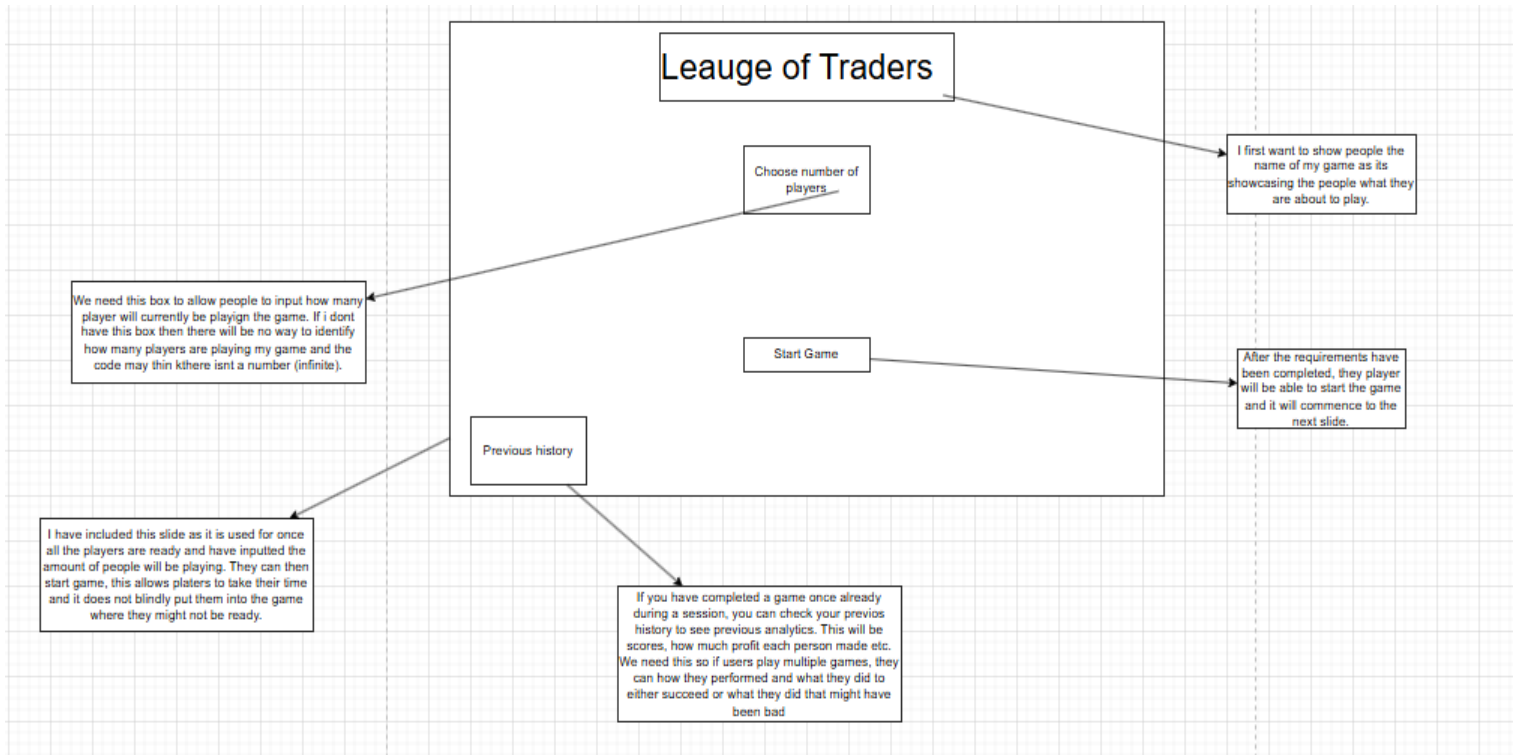 Leauge of Traders
I first want to show people the
name of my game as its
showcasing the people what they
are about to play.
Choose number of
players
We need this box to allow people to input how many
player will currently be playign the game. If i dont
have this box then there will be no way to identify
how many players are playing my game and the
code may thin kthere isnt a number (infinite).
Start Game
After the requirements have
been completed, they player
will be able to start the game
and it will commence to the
next slide.
Previous history
I have included this slide as it is used for once
all the players are ready and have inputted the
amount of people will be playing. They can then
start game, this allows platers to take their time
and it does not blindly put them into the game
where they might not be ready.
If you have completed a game once already
during a session, you can check your previos
history to see previous analytics. This will be
scores, how much profit each person made etc.
We need this so if users play multiple games, they
can how they performed and what they did to
either succeed or what they did that might have
been bad